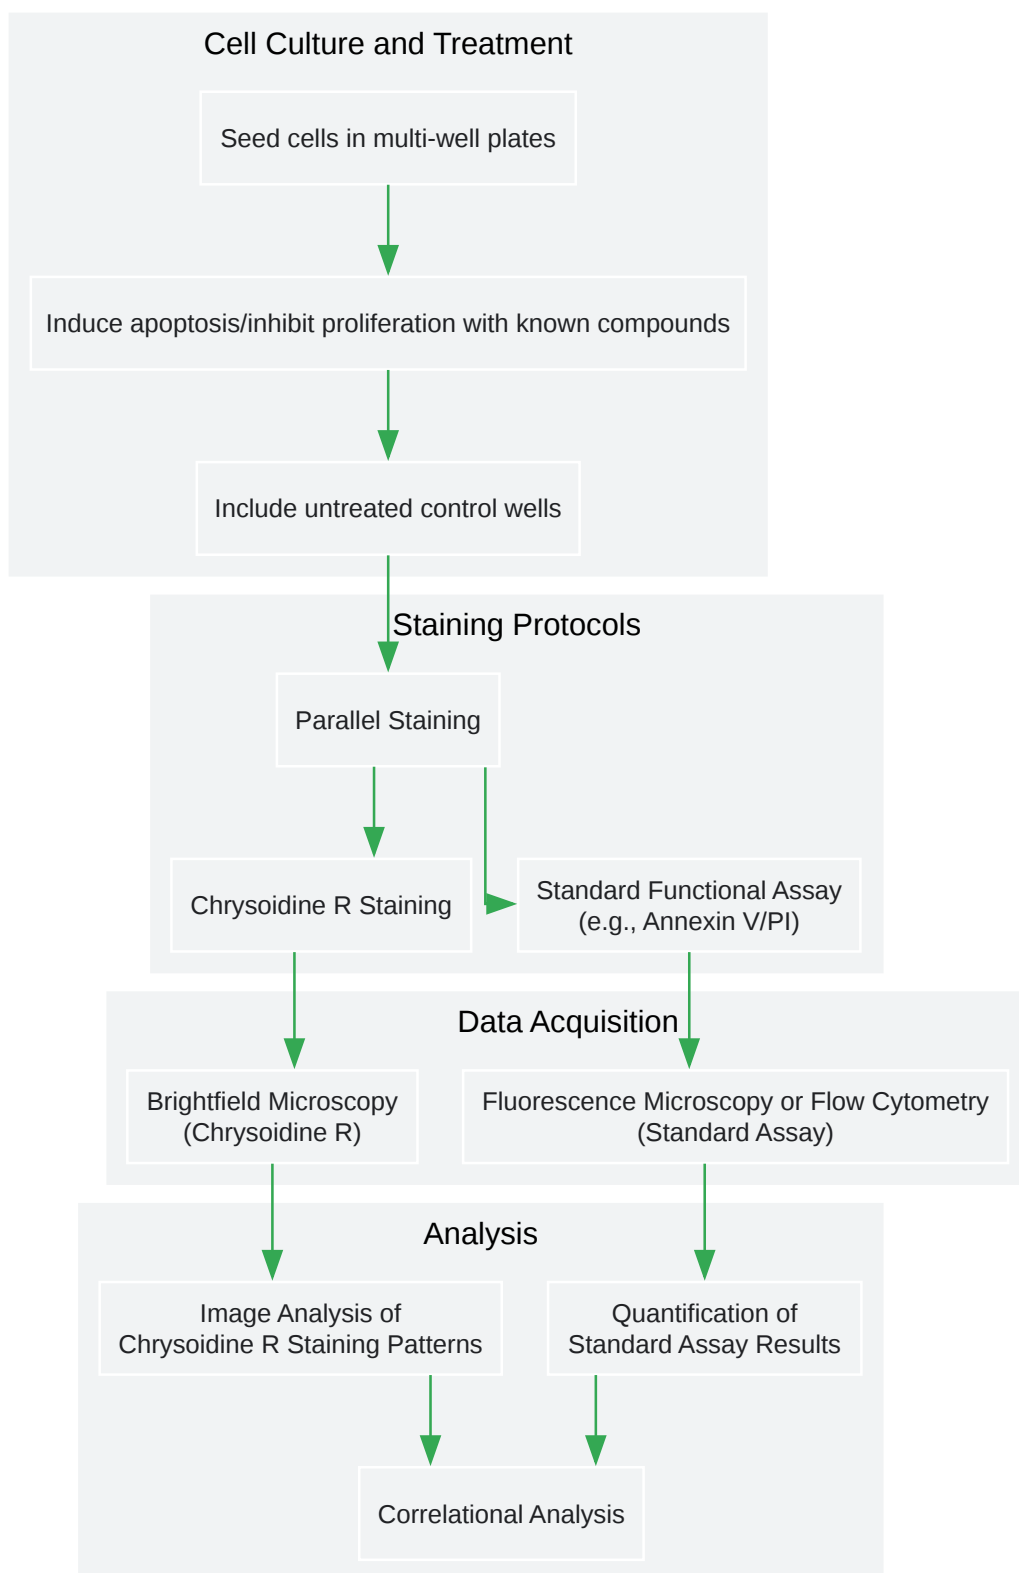 Cell Culture and Treatment
Seed cells in multi-well plates
Induce apoptosis/inhibit proliferation with known compounds
Include untreated control wells
Staining Protocols
Parallel Staining
Chrysoidine R Staining
Standard Functional Assay
(e.g., Annexin V/PI)
Data Acquisition
Brightfield Microscopy
(Chrysoidine R)
Fluorescence Microscopy or Flow Cytometry
(Standard Assay)
Analysis
Image Analysis of
Chrysoidine R Staining Patterns
Quantification of
Standard Assay Results
Correlational Analysis